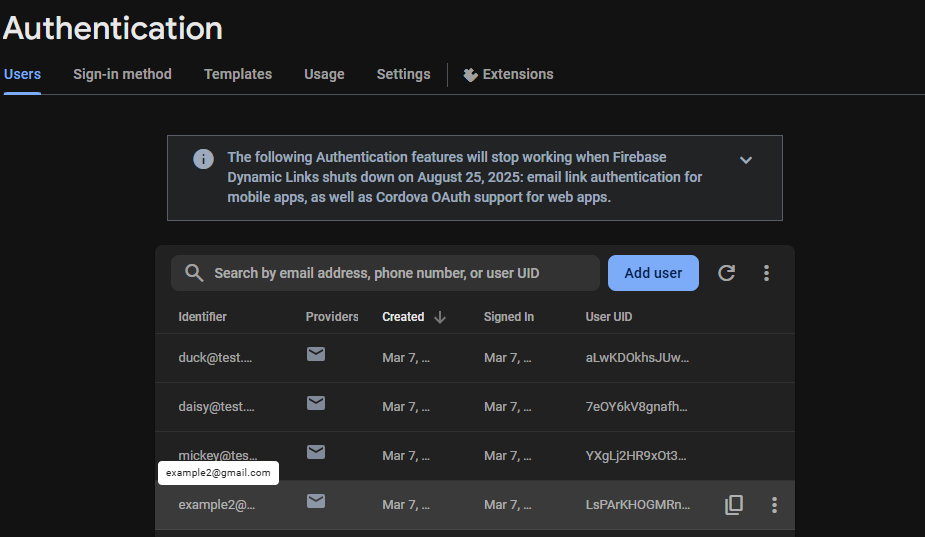 Authentication
Users Sign-in method Templates Usage Settings Extensions
The following Authentication features will stop working when Firebase
Dynamic Links shuts down on August 25, 2025: email link authentication for
mobile apps, as well as Cordova OAuth support for web apps.
Search by email address, phone number, or user UID Add user
Identifier Providers Created Signed In User UID
duck@test.... Mar 7, ... Mar 7, ... aLwKDOkhsJUw...
daisy@test.... Mar 7, ... Mar 7, ... 7eOY6kV8gnafh...
mickey@tes... Mar 7, ... Mar 7, ... YXgLj2HR9xOt3...
example2@gmail.com
example2@... Mar 7, ... Mar 7, ... LsPArKHOGMRn...